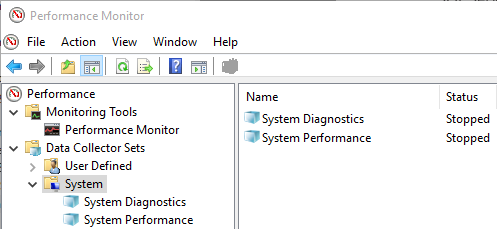 Performance Monitor
File Action View Window Help
Performance
Monitoring Tools
Performance Monitor
Data Collector Sets
User Defined
System
System Diagnostics
System Performance
Name Status
System Diagnostics Stopped
System Performance Stopped